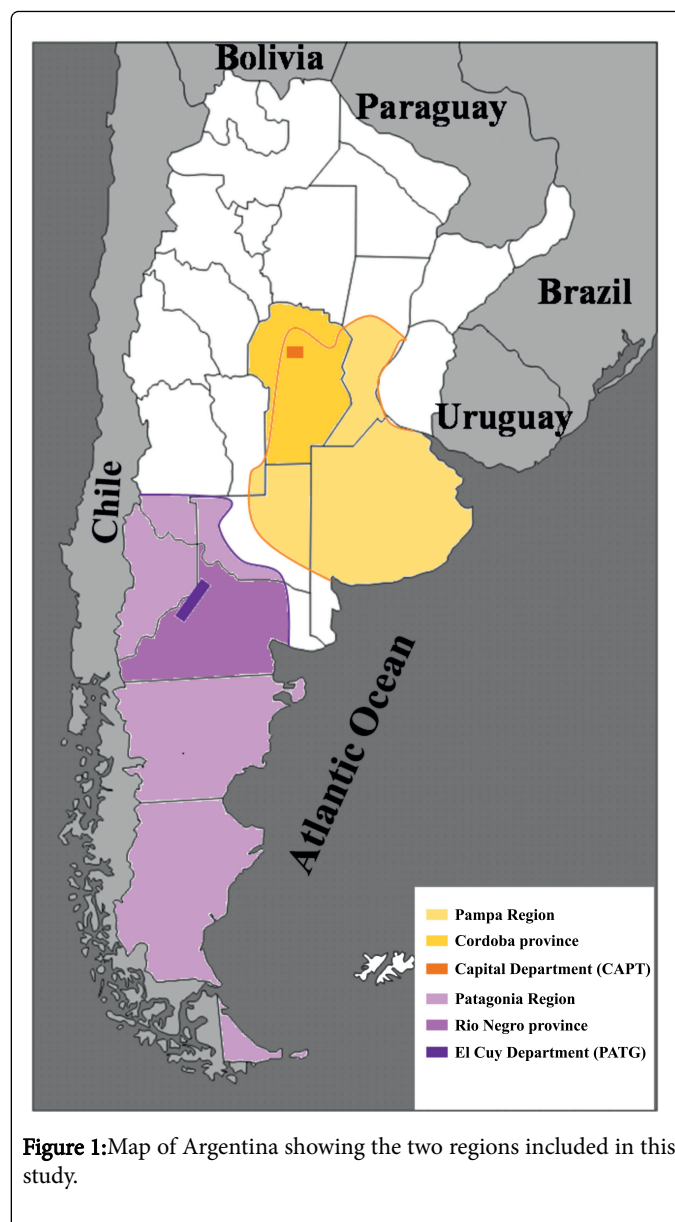 Bolivia
Paraguay
Brazil
Uruguay
Chile
Atlantic Ocean
Pampa Region
Cordoba province
Capital Department (CAPT)
Patagonia Region
Rio Negro province
El Cuy Department (PATG)
Figure 1:Map of Argentina showing the two regions included in this
study.